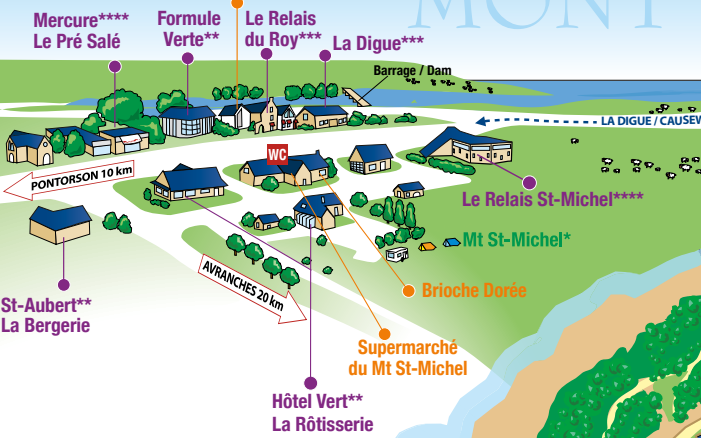 MONT
Mercure****
Le Pré Salé
Formule
Verte**
Le Relais
du Roy***
La Digue***
Barrage / Dam
LA DIGUE / CAUSEW
WC
PONTORSON 10 km
Le Relais St-Michel****
Mt St-Michel*
AVRANCHES 20 km
Brioche Dorée
St-Aubert**
La Bergerie
Supermarché
du Mt St-Michel
Hôtel Vert**
La Rôtisserie